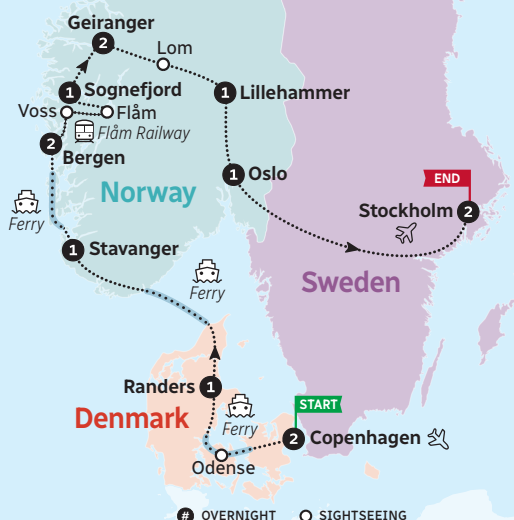 Geiranger
2
Lom
1
Sognefjord
1
Lillehammer
Voss
Flåm
Flåm Railway
2
Bergen
1
Oslo
Norway
END
Stockholm
2
Ferry
1
Stavanger
Sweden
Ferry
Randers
1
Denmark
START
Ferry
2
Copenhagen
Odense
# OVERNIGHT
SIGHTSEEING